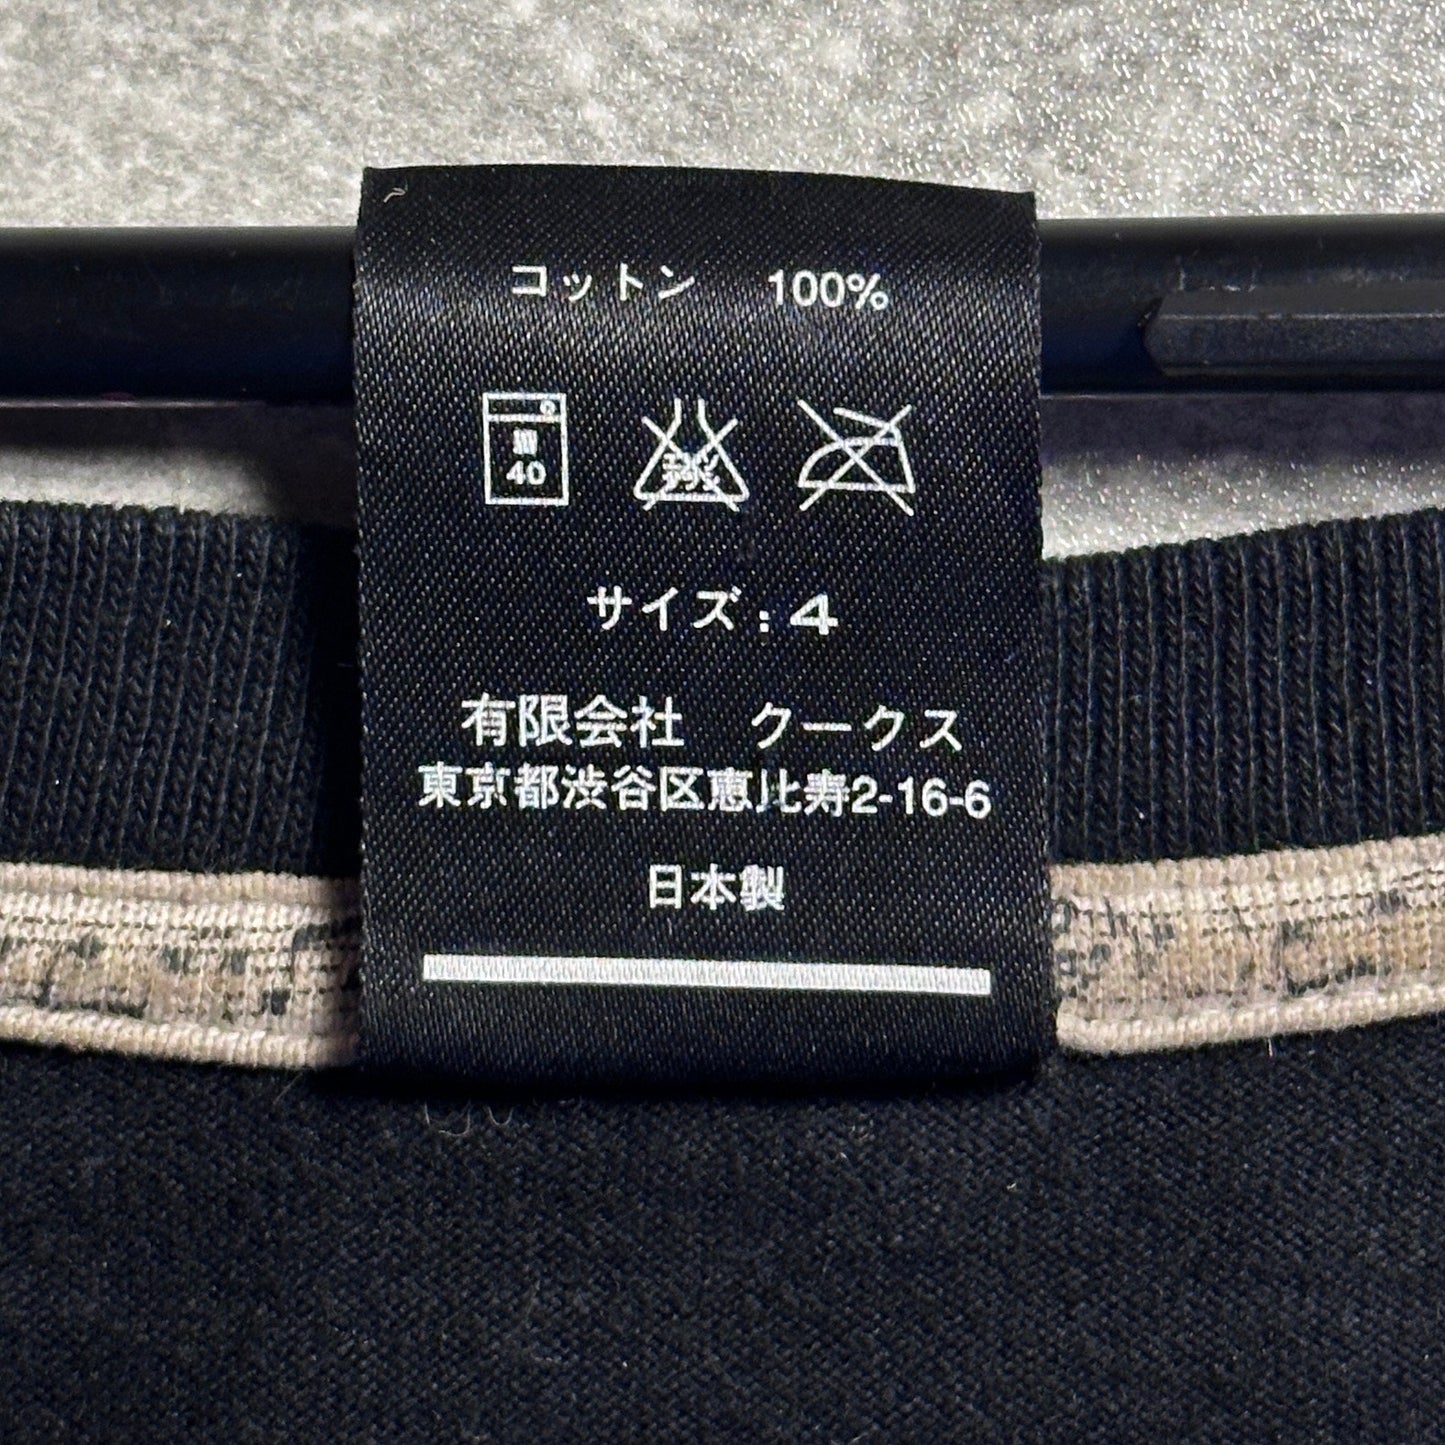 コットン　100%
40
サイズ：4
有限会社　クークス
東京都渋谷区恵比寿2-16-6
日本製